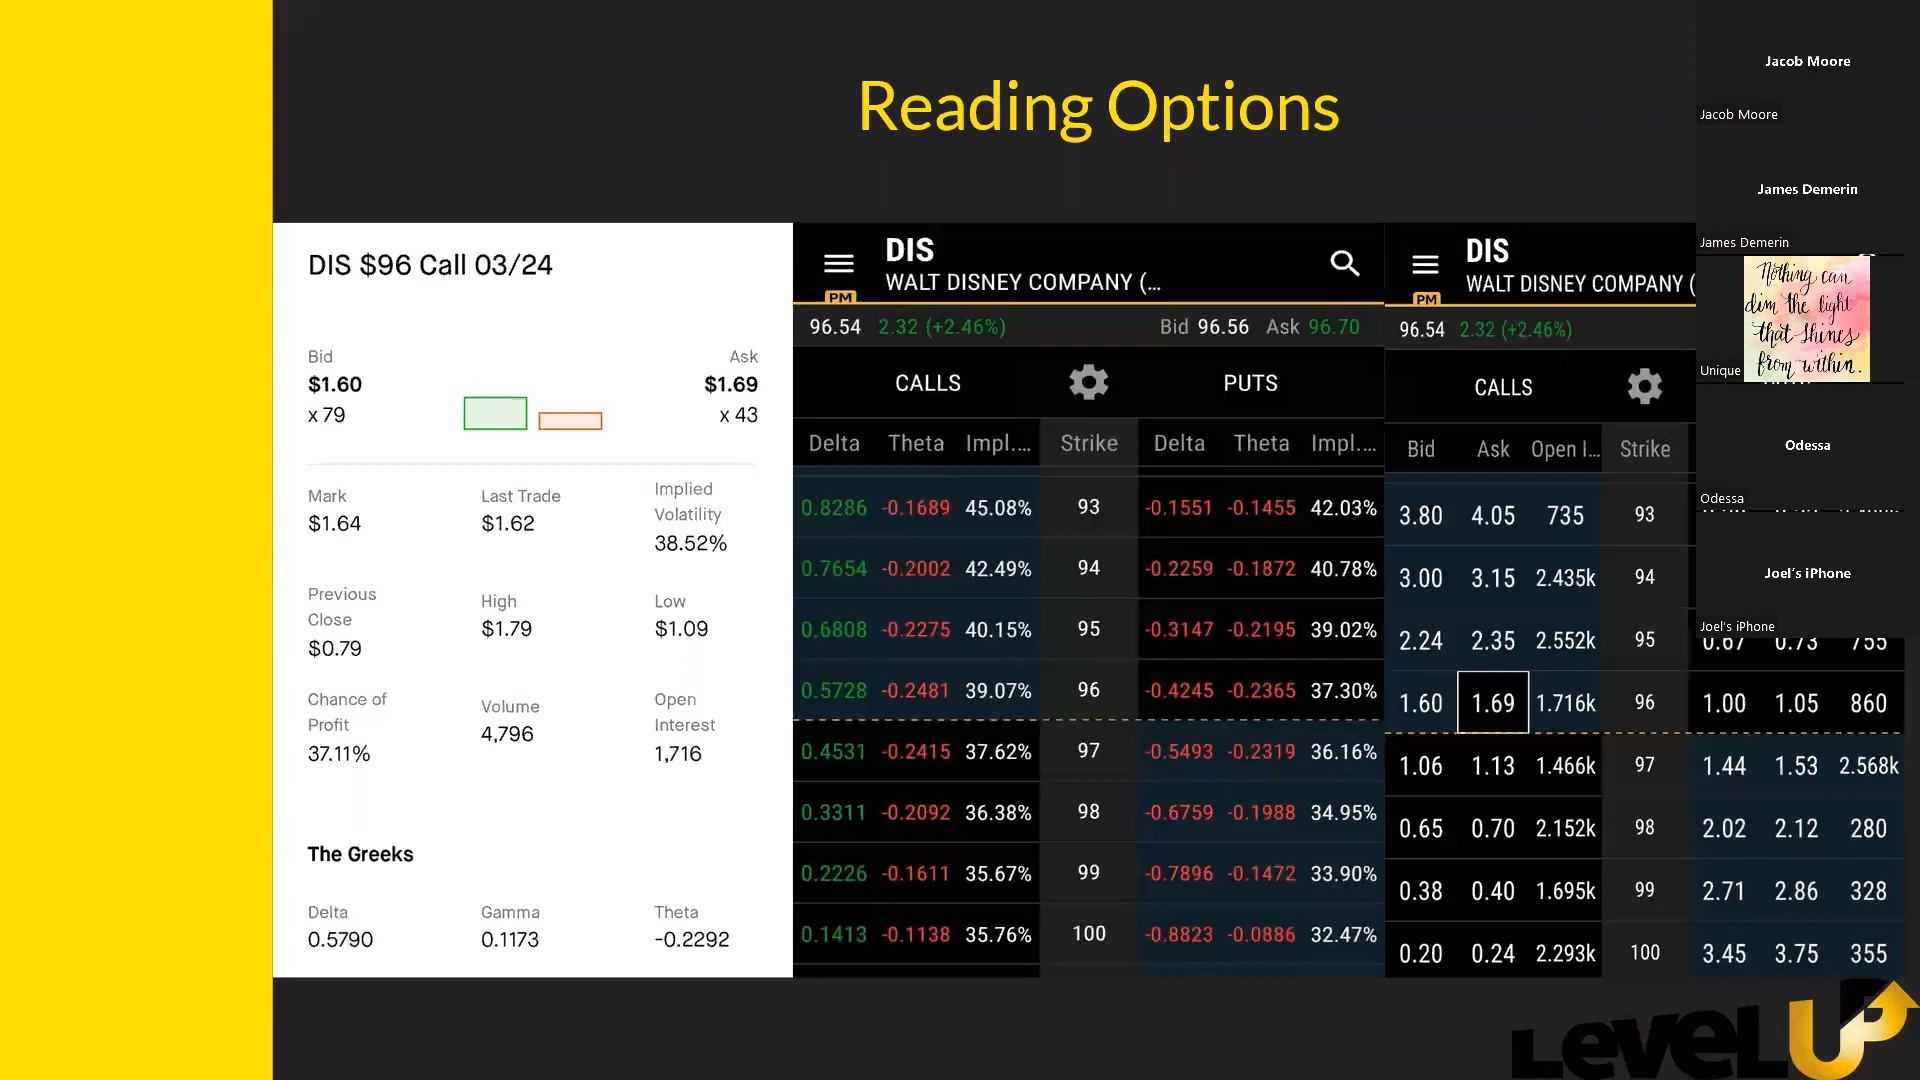 Reading Options
DIS $96 Call 03/24
Bid
Ask
$1.60
$1.69
x 79
x 43
Mark
$1.64
Last Trade
$1.62
Implied
Volatility
38.52%
Previous
Close
$0.79
High
$1.79
Low
$1.09
Chance of
Profit
37.11%
Volume
4,796
Open
Interest
1,716
The Greeks
Delta
0.5790
Gamma
0.1173
Theta
-0.2292
DIS
WALT DISNEY COMPANY (...
PM
96.54 2.32 (+2.46%) Bid 96.56 Ask 96.70
CALLS PUTS
Delta Theta Impl.... Strike Delta Theta Impl....
0.8286 -0.1689 45.08% 93 -0.1551 -0.1455 42.03%
0.7654 -0.2002 42.49% 94 -0.2259 -0.1872 40.78%
0.6808 -0.2275 40.15% 95 -0.3147 -0.2195 39.02%
0.5728 -0.2481 39.07% 96 -0.4245 -0.2365 37.30%
0.4531 -0.2415 37.62% 97 -0.5493 -0.2319 36.16%
0.3311 -0.2092 36.38% 98 -0.6759 -0.1988 34.95%
0.2226 -0.1611 35.67% 99 -0.7896 -0.1472 33.90%
0.1413 -0.1138 35.76% 100 -0.8823 -0.0886 32.47%
DIS
WALT DISNEY COMPANY (
PM
96.54 2.32 (+2.46%)
CALLS
Bid Ask Open I... Strike
3.80 4.05 735 93
3.00 3.15 2.435k 94
2.24 2.35 2.552k 95 0.67 0.73 755
1.60 1.69 1.716k 96 1.00 1.05 860
1.06 1.13 1.466k 97 1.44 1.53 2.568k
0.65 0.70 2.152k 98 2.02 2.12 280
0.38 0.40 1.695k 99 2.71 2.86 328
0.20 0.24 2.293k 100 3.45 3.75 355
Jacob Moore
Jacob Moore
James Demerin
James Demerin
Nothing can
dim the light
that shines
from within.
Unique
Odessa
Odessa
Joel's iPhone
Joel's iPhone
LEVEL UP